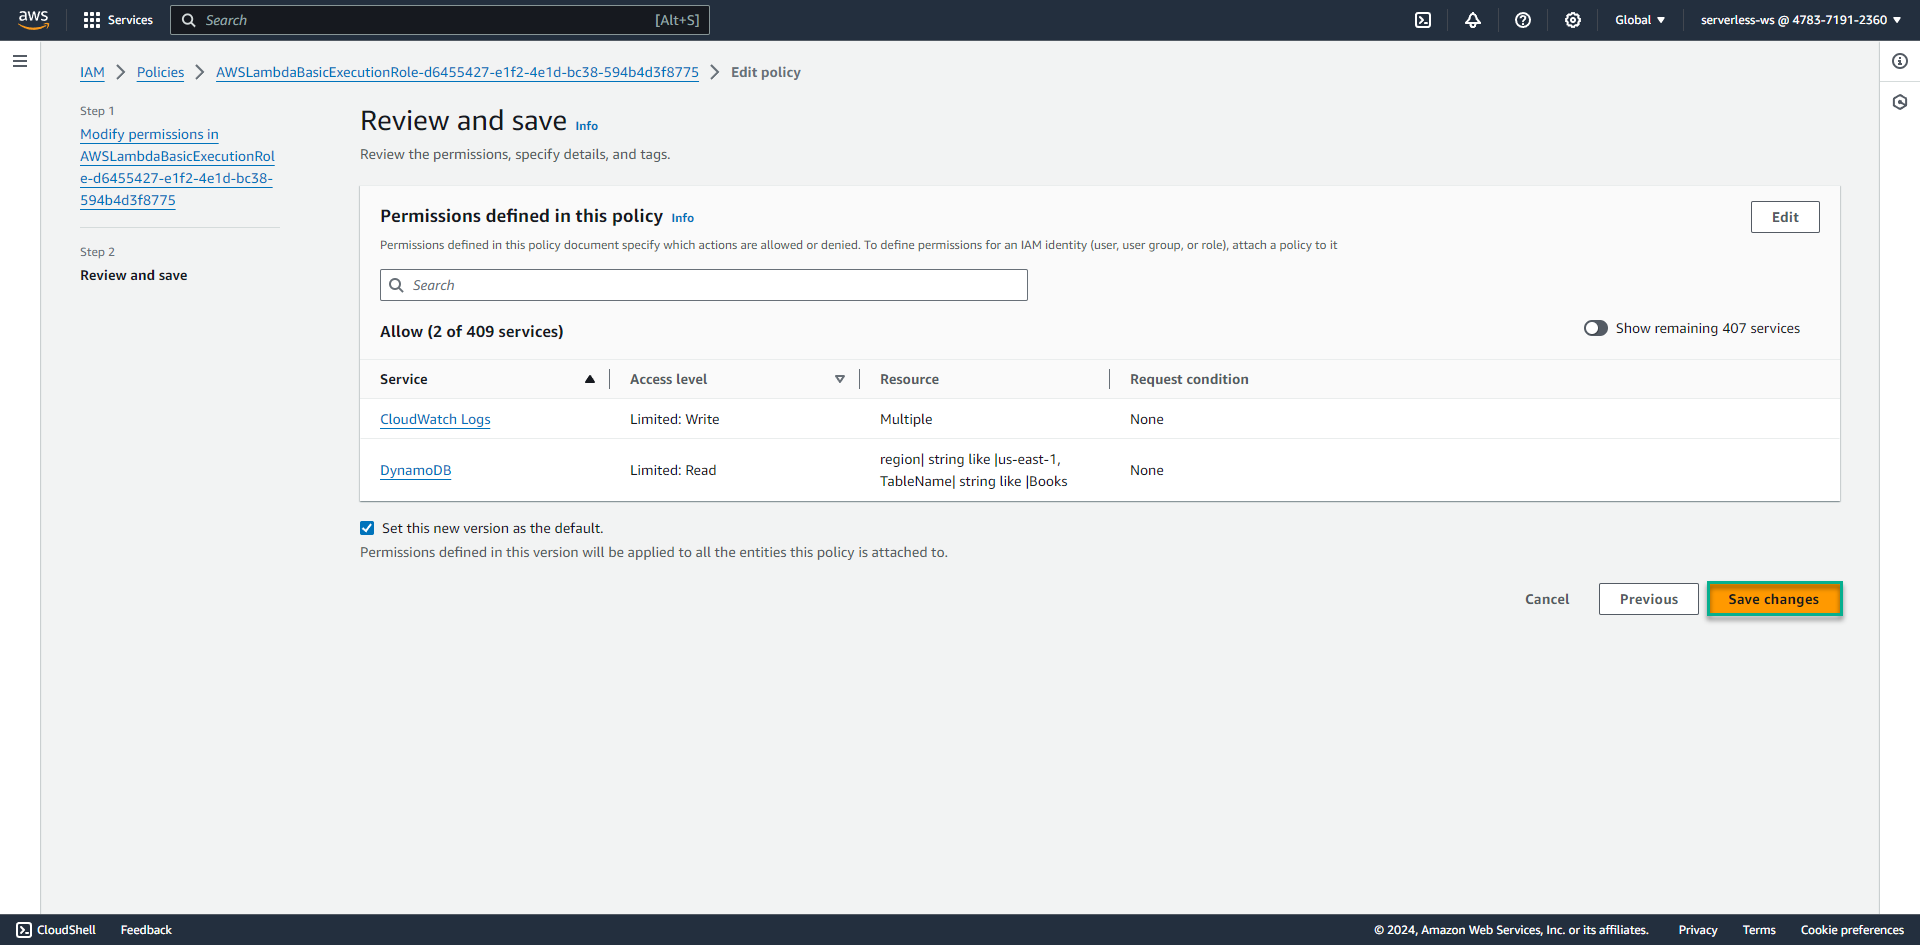 aws
Services
Search
[Alt+S]
Global
serverless-ws @ 4783-7191-2360
IAM
Policies
AWSLambdaBasicExecutionRole-d6455427-e1f2-4e1d-bc38-594b4d3f8775
Edit policy
Step 1
Modify permissions in
AWSLambdaBasicExecutionRol
e-d6455427-e1f2-4e1d-bc38-
594b4d3f8775
Step 2
Review and save
Review and save Info
Review the permissions, specify details, and tags.
Permissions defined in this policy Info
Edit
Permissions defined in this policy document specify which actions are allowed or denied. To define permissions for an IAM identity (user, user group, or role), attach a policy to it
Search
Allow (2 of 409 services)
Show remaining 407 services
Service Access level Resource Request condition
CloudWatch Logs Limited: Write Multiple None
DynamoDB Limited: Read region| string like |us-east-1, None
TableName| string like |Books
Set this new version as the default.
Permissions defined in this version will be applied to all the entities this policy is attached to.
Cancel Previous Save changes
CloudShell Feedback
© 2024, Amazon Web Services, Inc. or its affiliates. Privacy Terms Cookie preferences